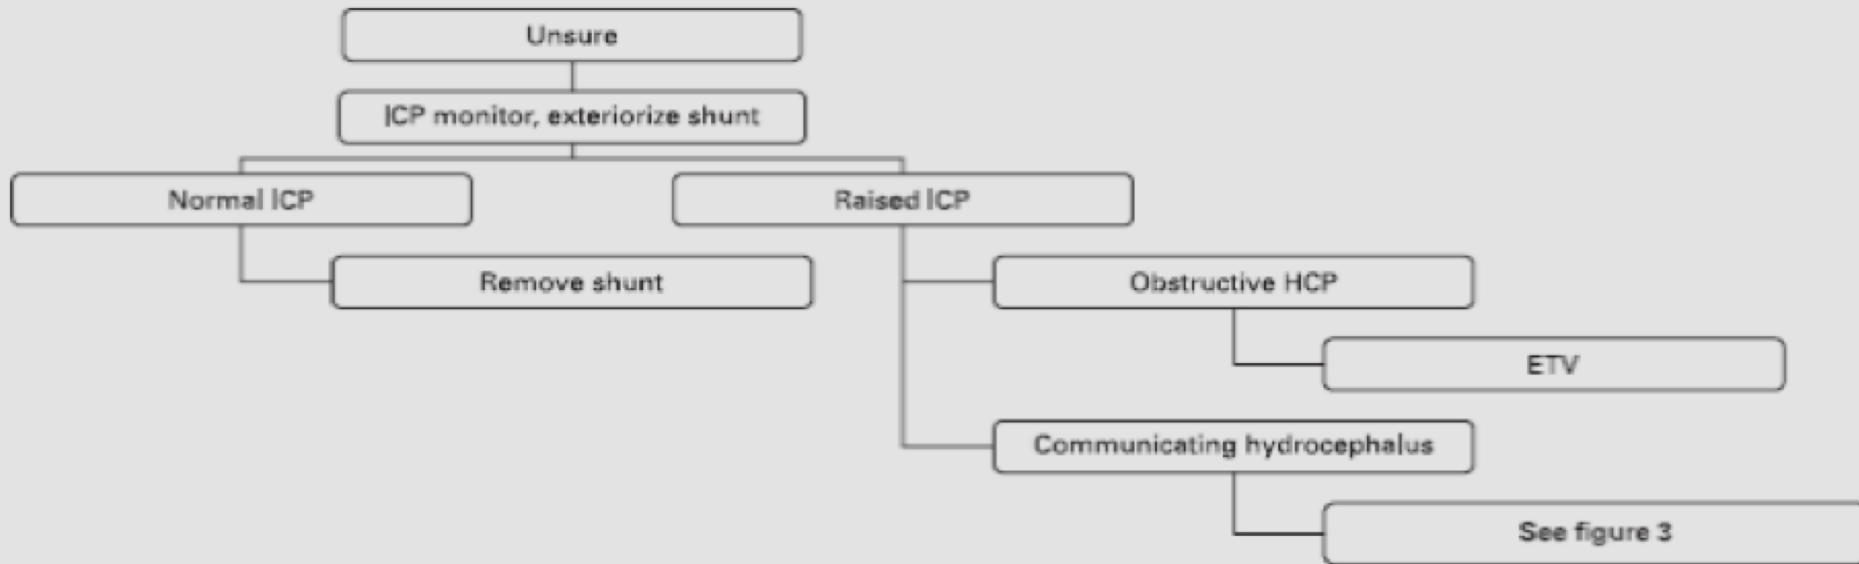 Unsure
ICP monitor, exteriorize shunt
Normal ICP
Raised ICP
Remove shunt
Obstructive HCP
ETV
Communicating hydrocephalus
See figure 3